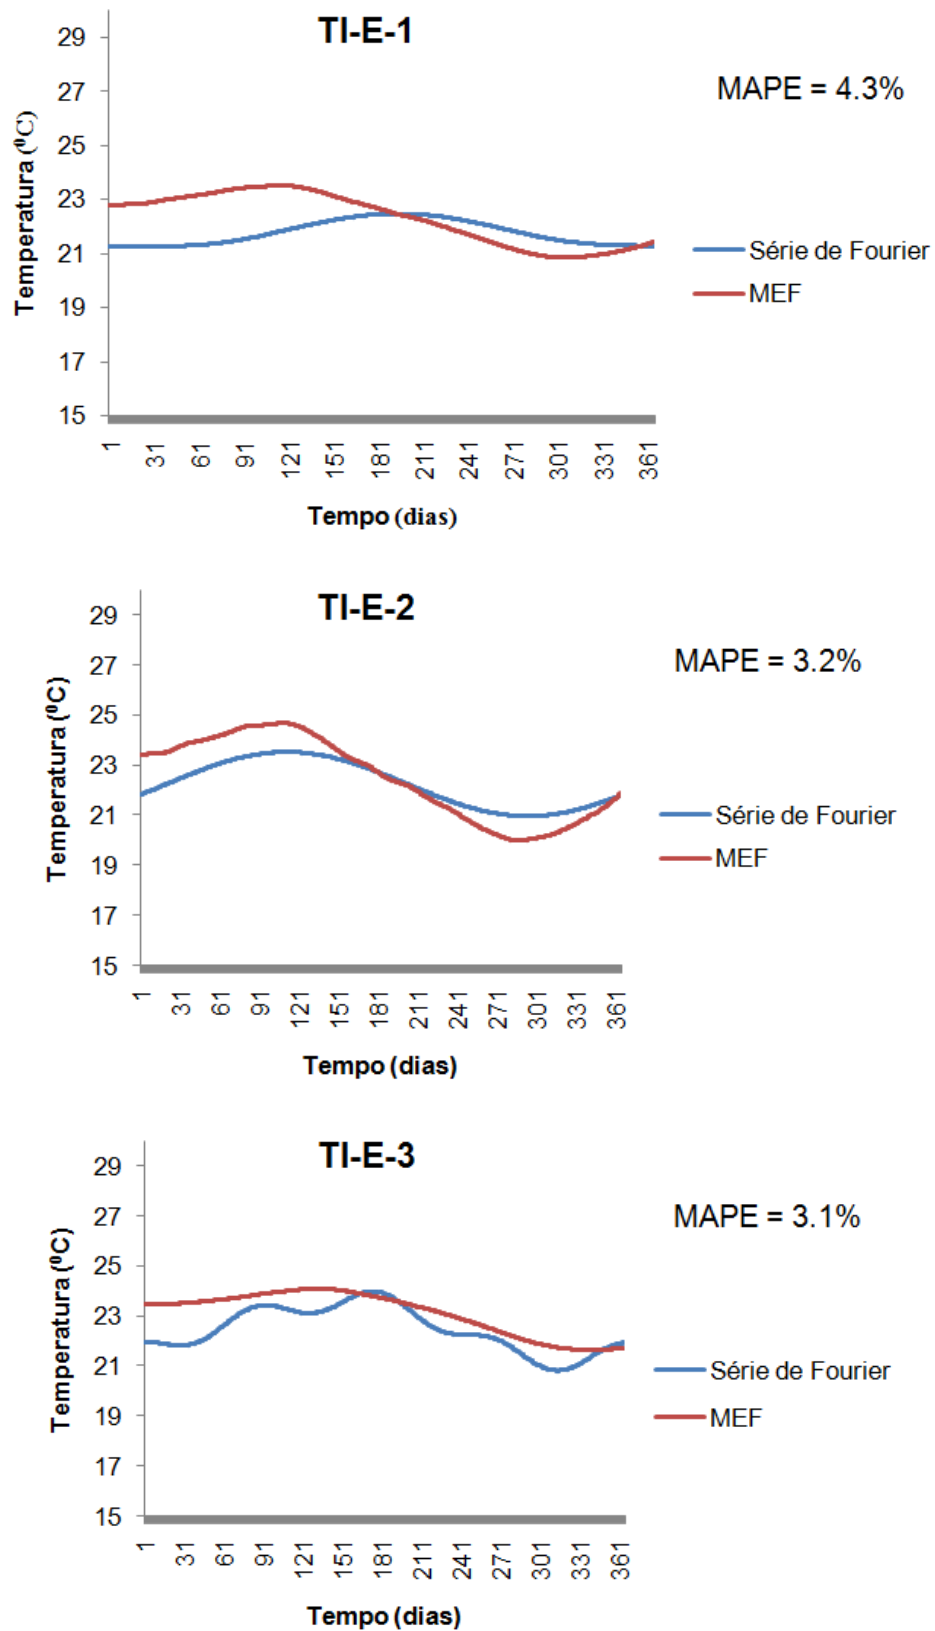 TI-E-1
MAPE = 4.3%
Temperatura (⁰C)
29
27
25
23
21
19
17
15
1 31 61 91 121 151 181 211 241 271 301 331 361
Tempo (dias)
Série de Fourier
MEF
TI-E-2
MAPE = 3.2%
Temperatura (⁰C)
29
27
25
23
21
19
17
15
1 31 61 91 121 151 181 211 241 271 301 331 361
Tempo (dias)
Série de Fourier
MEF
TI-E-3
MAPE = 3.1%
Temperatura (⁰C)
29
27
25
23
21
19
17
15
1 31 61 91 121 151 181 211 241 271 301 331 361
Tempo (dias)
Série de Fourier
MEF